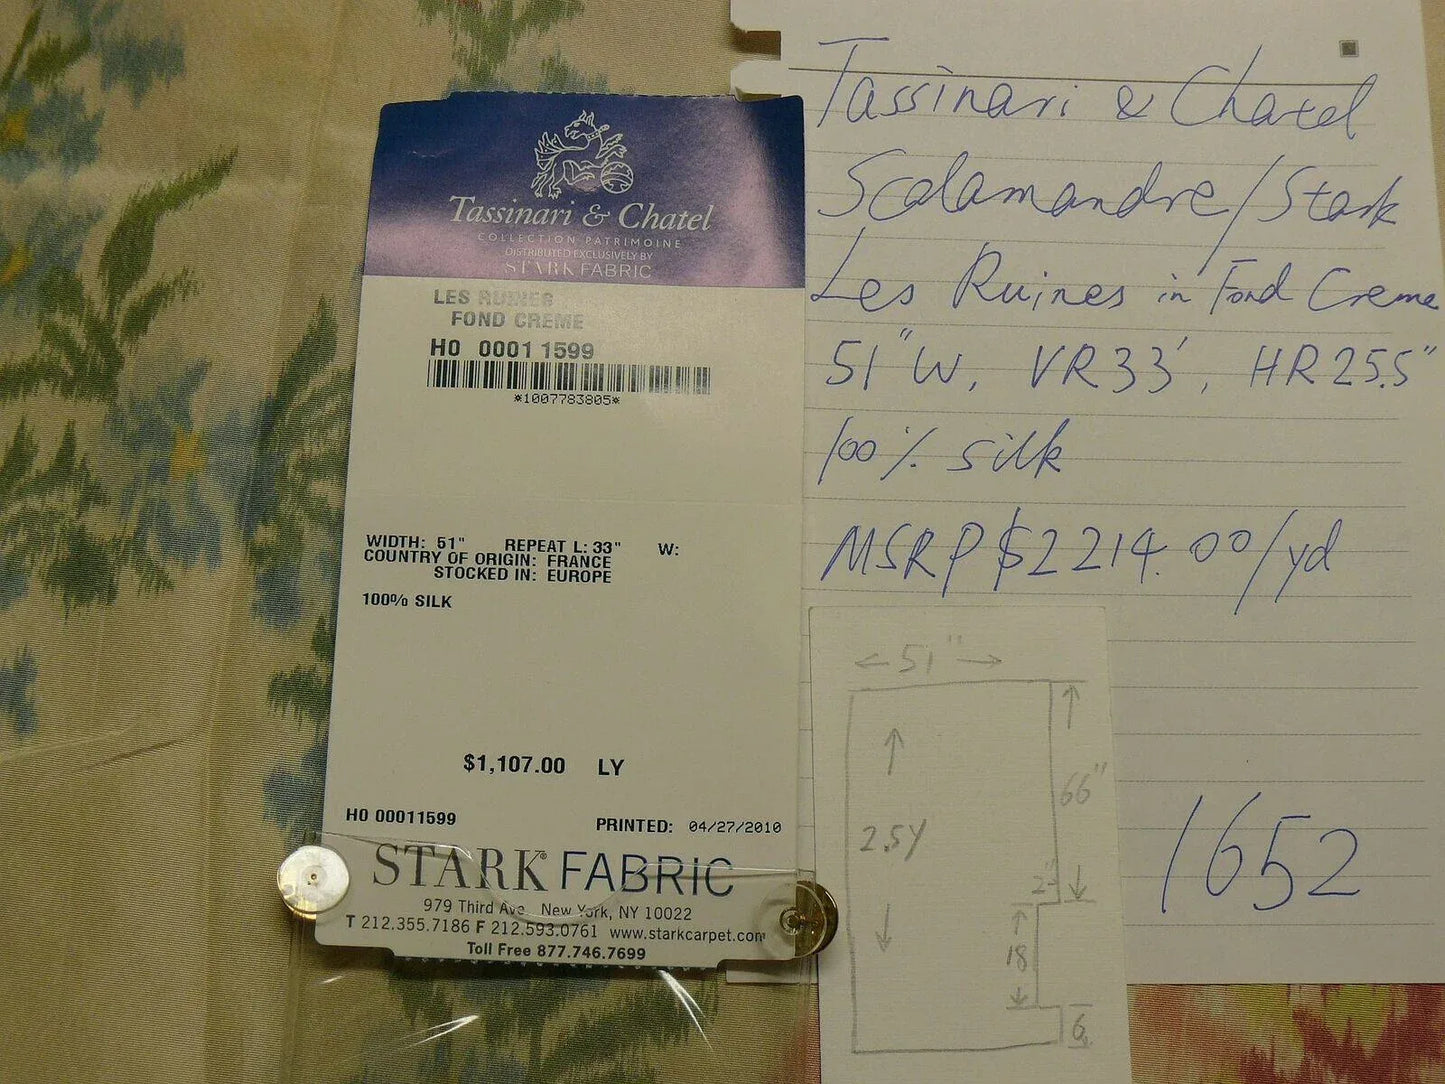 Tassinari & Chatel
COLLECTION PATRIMOINE
DISTRIBUTED EXCLUSIVELY BY
STARK FABRIC
LES RUINES
FOND CREME
H0 00011599
*1007783805*
WIDTH: 51" REPEAT L: 33" W:
COUNTRY OF ORIGIN: FRANCE
STOCKED IN: EUROPE
100% SILK
$1,107.00 LY
H0 00011599 PRINTED: 04/27/2010
STARK® FABRIC
979 Third Ave New York, NY 10022
T 212.355.7186 F 212.593.0761 www.starkcarpet.com
Toll Free 877.746.7699
Tassinari & Chatel
Scalamandre/Stark
Les Ruines in Fond Creme
51"W, VR33', HR25.5"
100% silk
MSRP $2214.00/yd
1652
51"
66"
2.5Y
2"
18
6